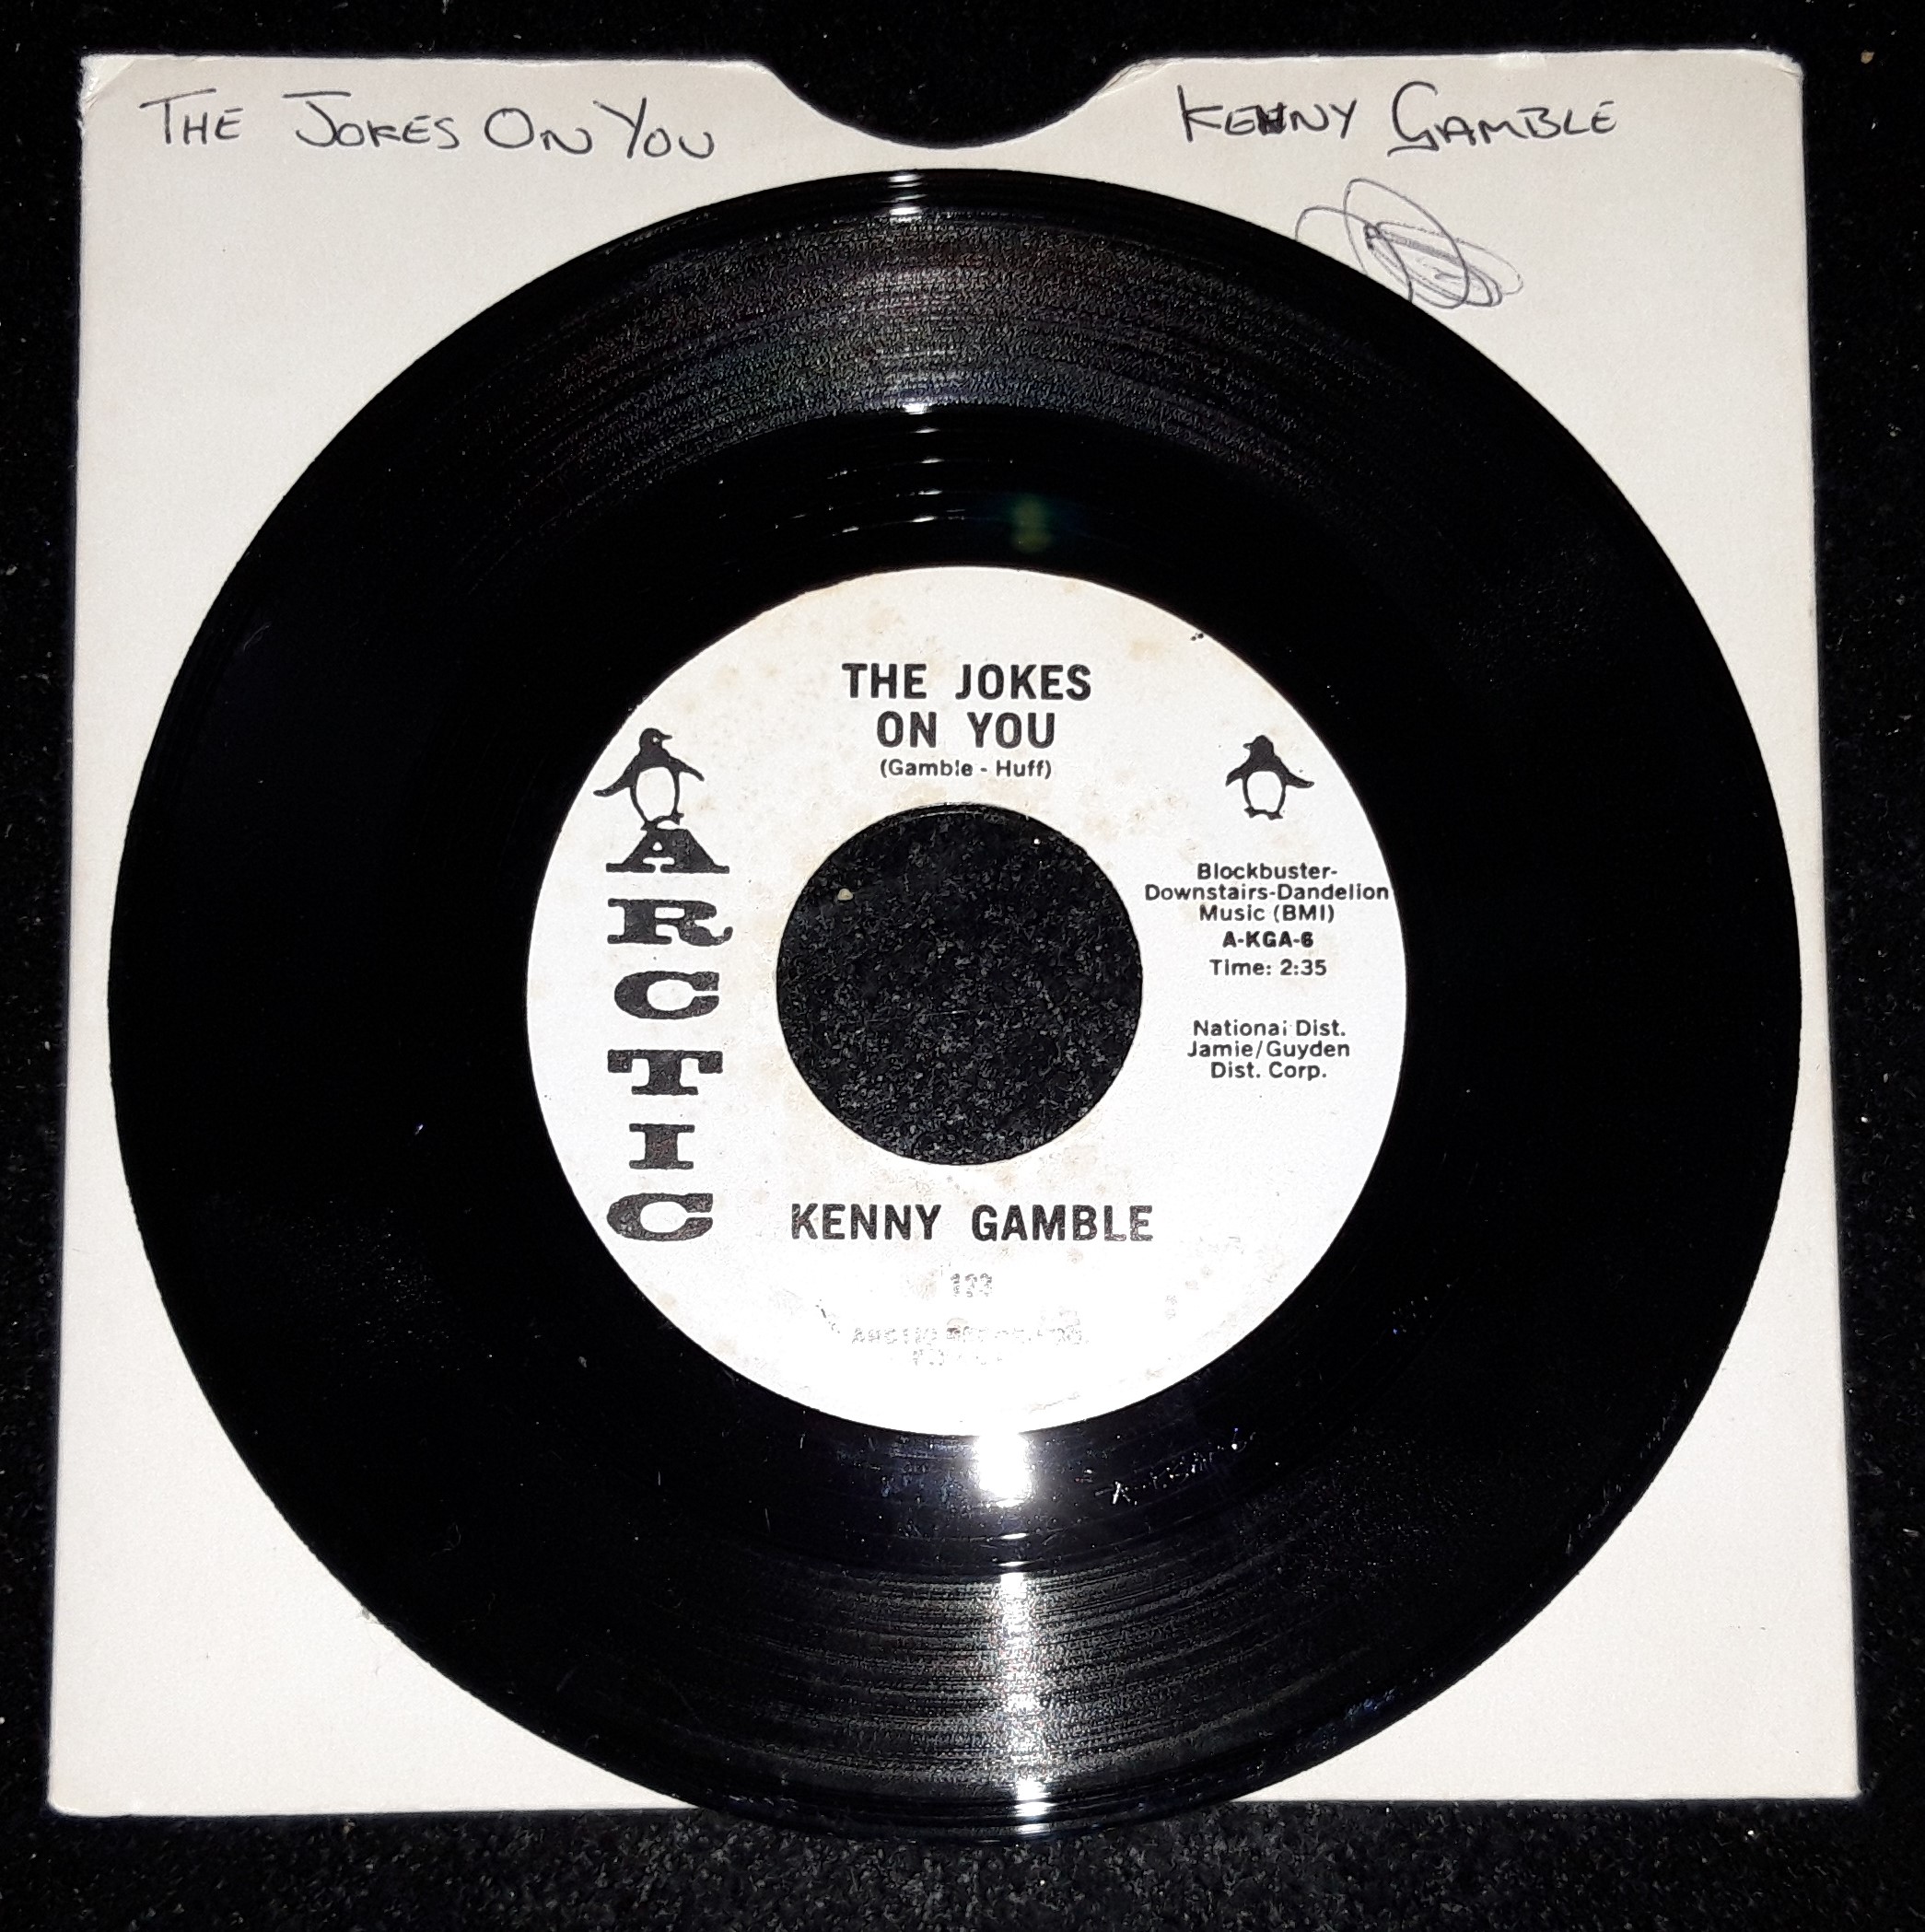 THE JOKES ON YOU
KENNY GAMBLE
THE JOKES
ON YOU
(Gamble - Huff)
ARCTIC
Blockbuster-
Downstairs-Dandelion
Music (BMI)
A-KGA-6
Time: 2:35
National Dist.
Jamie/Guyden
Dist. Corp.
KENNY GAMBLE
123